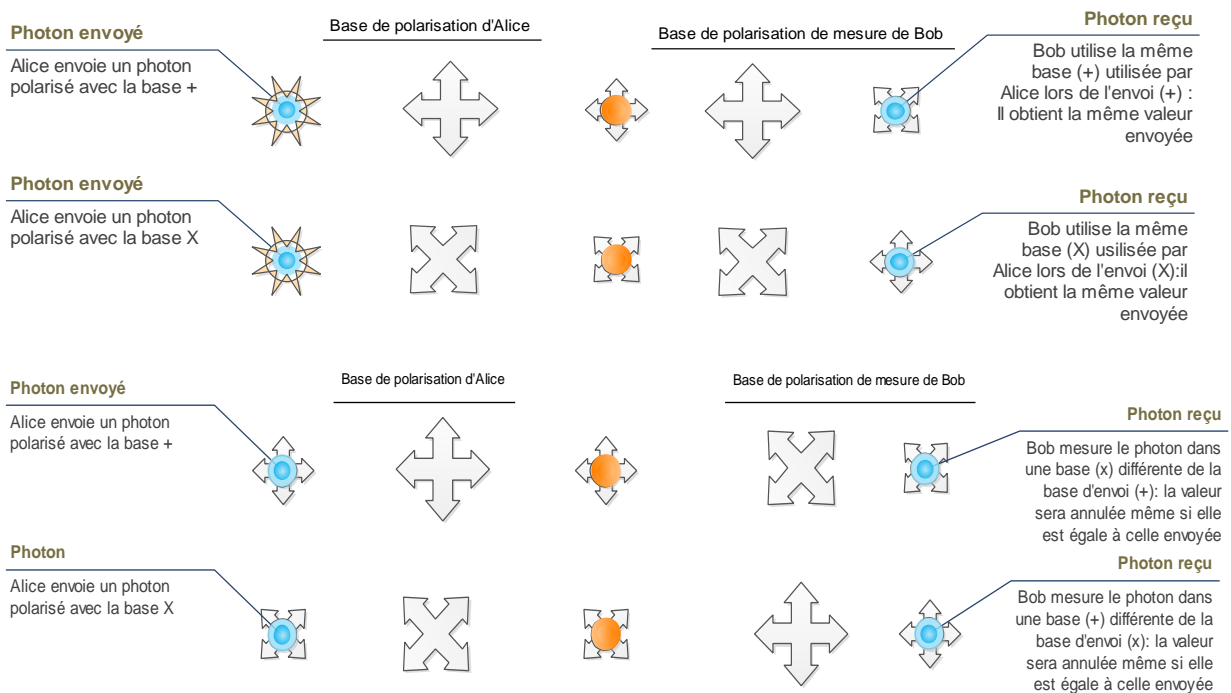 Base de polarisation d'Alice
Base de polarisation de mesure de Bob
Photon envoyé
Alice envoie un photon
polarisé avec la base +
Photon reçu
Bob utilise la même
base (+) utilisée par
Alice lors de l'envoi (+) :
Il obtient la même valeur
envoyée
Photon envoyé
Alice envoie un photon
polarisé avec la base X
Photon reçu
Bob utilise la même
base (X) usilisée par
Alice lors de l'envoi (X):il
obtient la même valeur
envoyée
Base de polarisation d'Alice
Base de polarisation de mesure de Bob
Photon envoyé
Alice envoie un photon
polarisé avec la base +
Photon reçu
Bob mesure le photon dans
une base (x) différente de la
base d'envoi (+): la valeur
sera annulée même si elle
est égale à celle envoyée
Photon
Alice envoie un photon
polarisé avec la base X
Photon reçu
Bob mesure le photon dans
une base (+) différente de la
base d'envoi (x): la valeur
sera annulée même si elle
est égale à celle envoyée